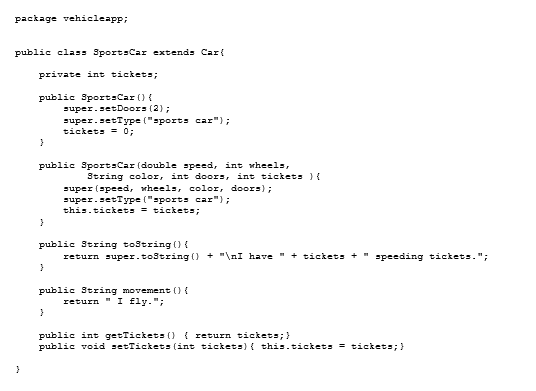 package vehicleapp;
public class SportsCar extends Car{
private int tickets;
public SportsCar(){
super.setDoors(2);
super.setType("sports car");
tickets = 0;
}
public SportsCar(double speed, int wheels,
String color, int doors, int tickets ){
super(speed, wheels, color, doors);
super.setType("sports car");
this.tickets = tickets;
}
public String toString(){
return super.toString() + "\nI have " + tickets + " speeding tickets.";
}
public String movement(){
return " I fly.";
}
public int getTickets() { return tickets;}
public void setTickets(int tickets){ this.tickets = tickets;}
}